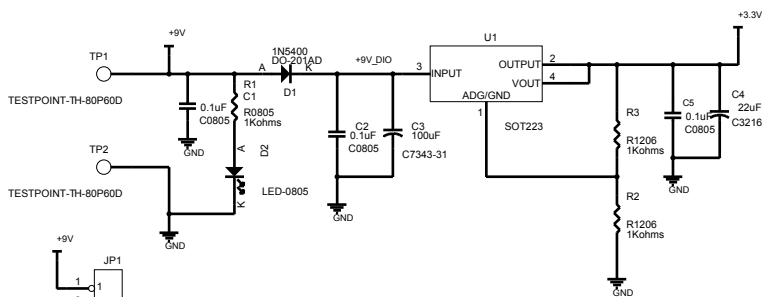 +3.3V
+9V
U1
1N5400
DO-201AD
TP1
A
K
+9V_DIO
3
INPUT
OUTPUT
2
VOUT
4
D1
R1
C1
ADG/GND
C4
22uF
C3216
TESTPOINT-TH-80P60D
0.1uF
C0805
R0805
1Kohms
1
SOT223
C5
0.1uF
C0805
R3
C2
0.1uF
C0805
C3
100uF
C7343-31
R1206
1Kohms
GND
TP2
A
D2
K
LED-0805
GND
GND
TESTPOINT-TH-80P60D
R2
R1206
1Kohms
GND
+9V
JP1
1
1
GND